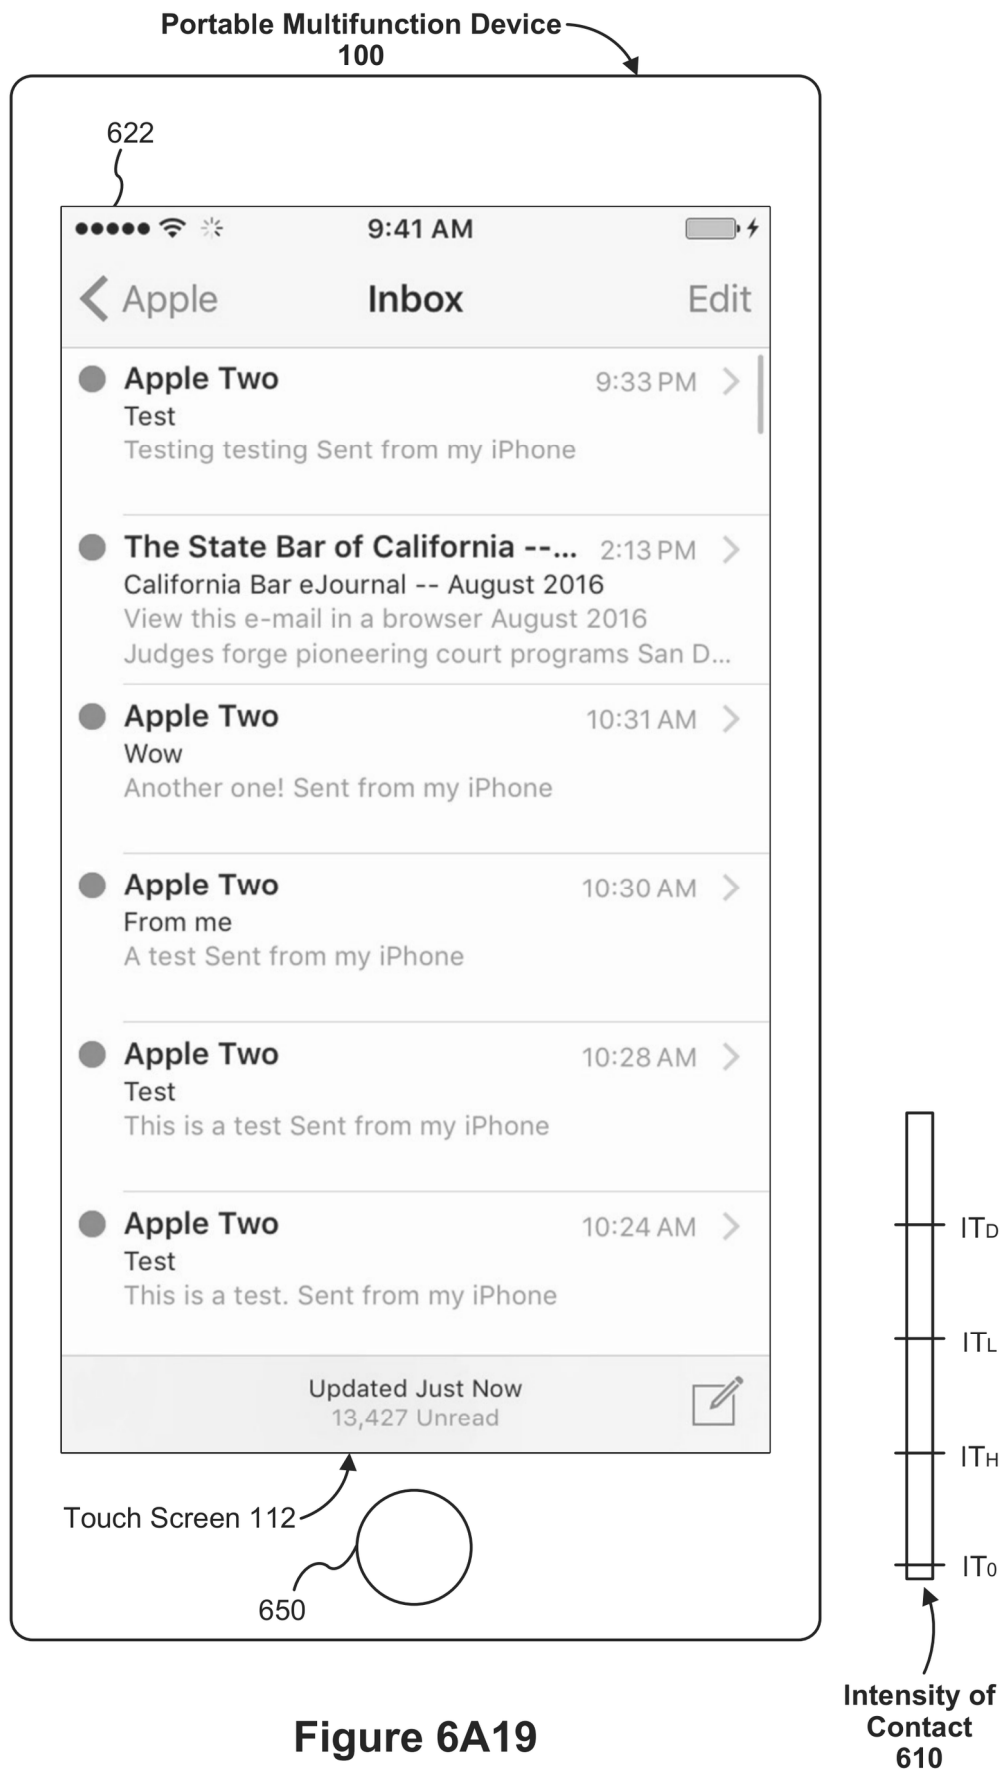 Portable Multifunction Device
100
622
9:41 AM
Apple Inbox Edit
Apple Two 9:33 PM
Test
Testing testing Sent from my iPhone
The State Bar of California --... 2:13 PM
California Bar eJournal -- August 2016
View this e-mail in a browser August 2016
Judges forge pioneering court programs San D...
Apple Two 10:31 AM
Wow
Another one! Sent from my iPhone
Apple Two 10:30 AM
From me
A test Sent from my iPhone
Apple Two 10:28 AM
Test
This is a test Sent from my iPhone
Apple Two 10:24 AM
Test
This is a test. Sent from my iPhone
Updated Just Now
13,427 Unread
Touch Screen 112
650
ITD
ITL
ITH
IT0
Intensity of
Contact
610
Figure 6A19